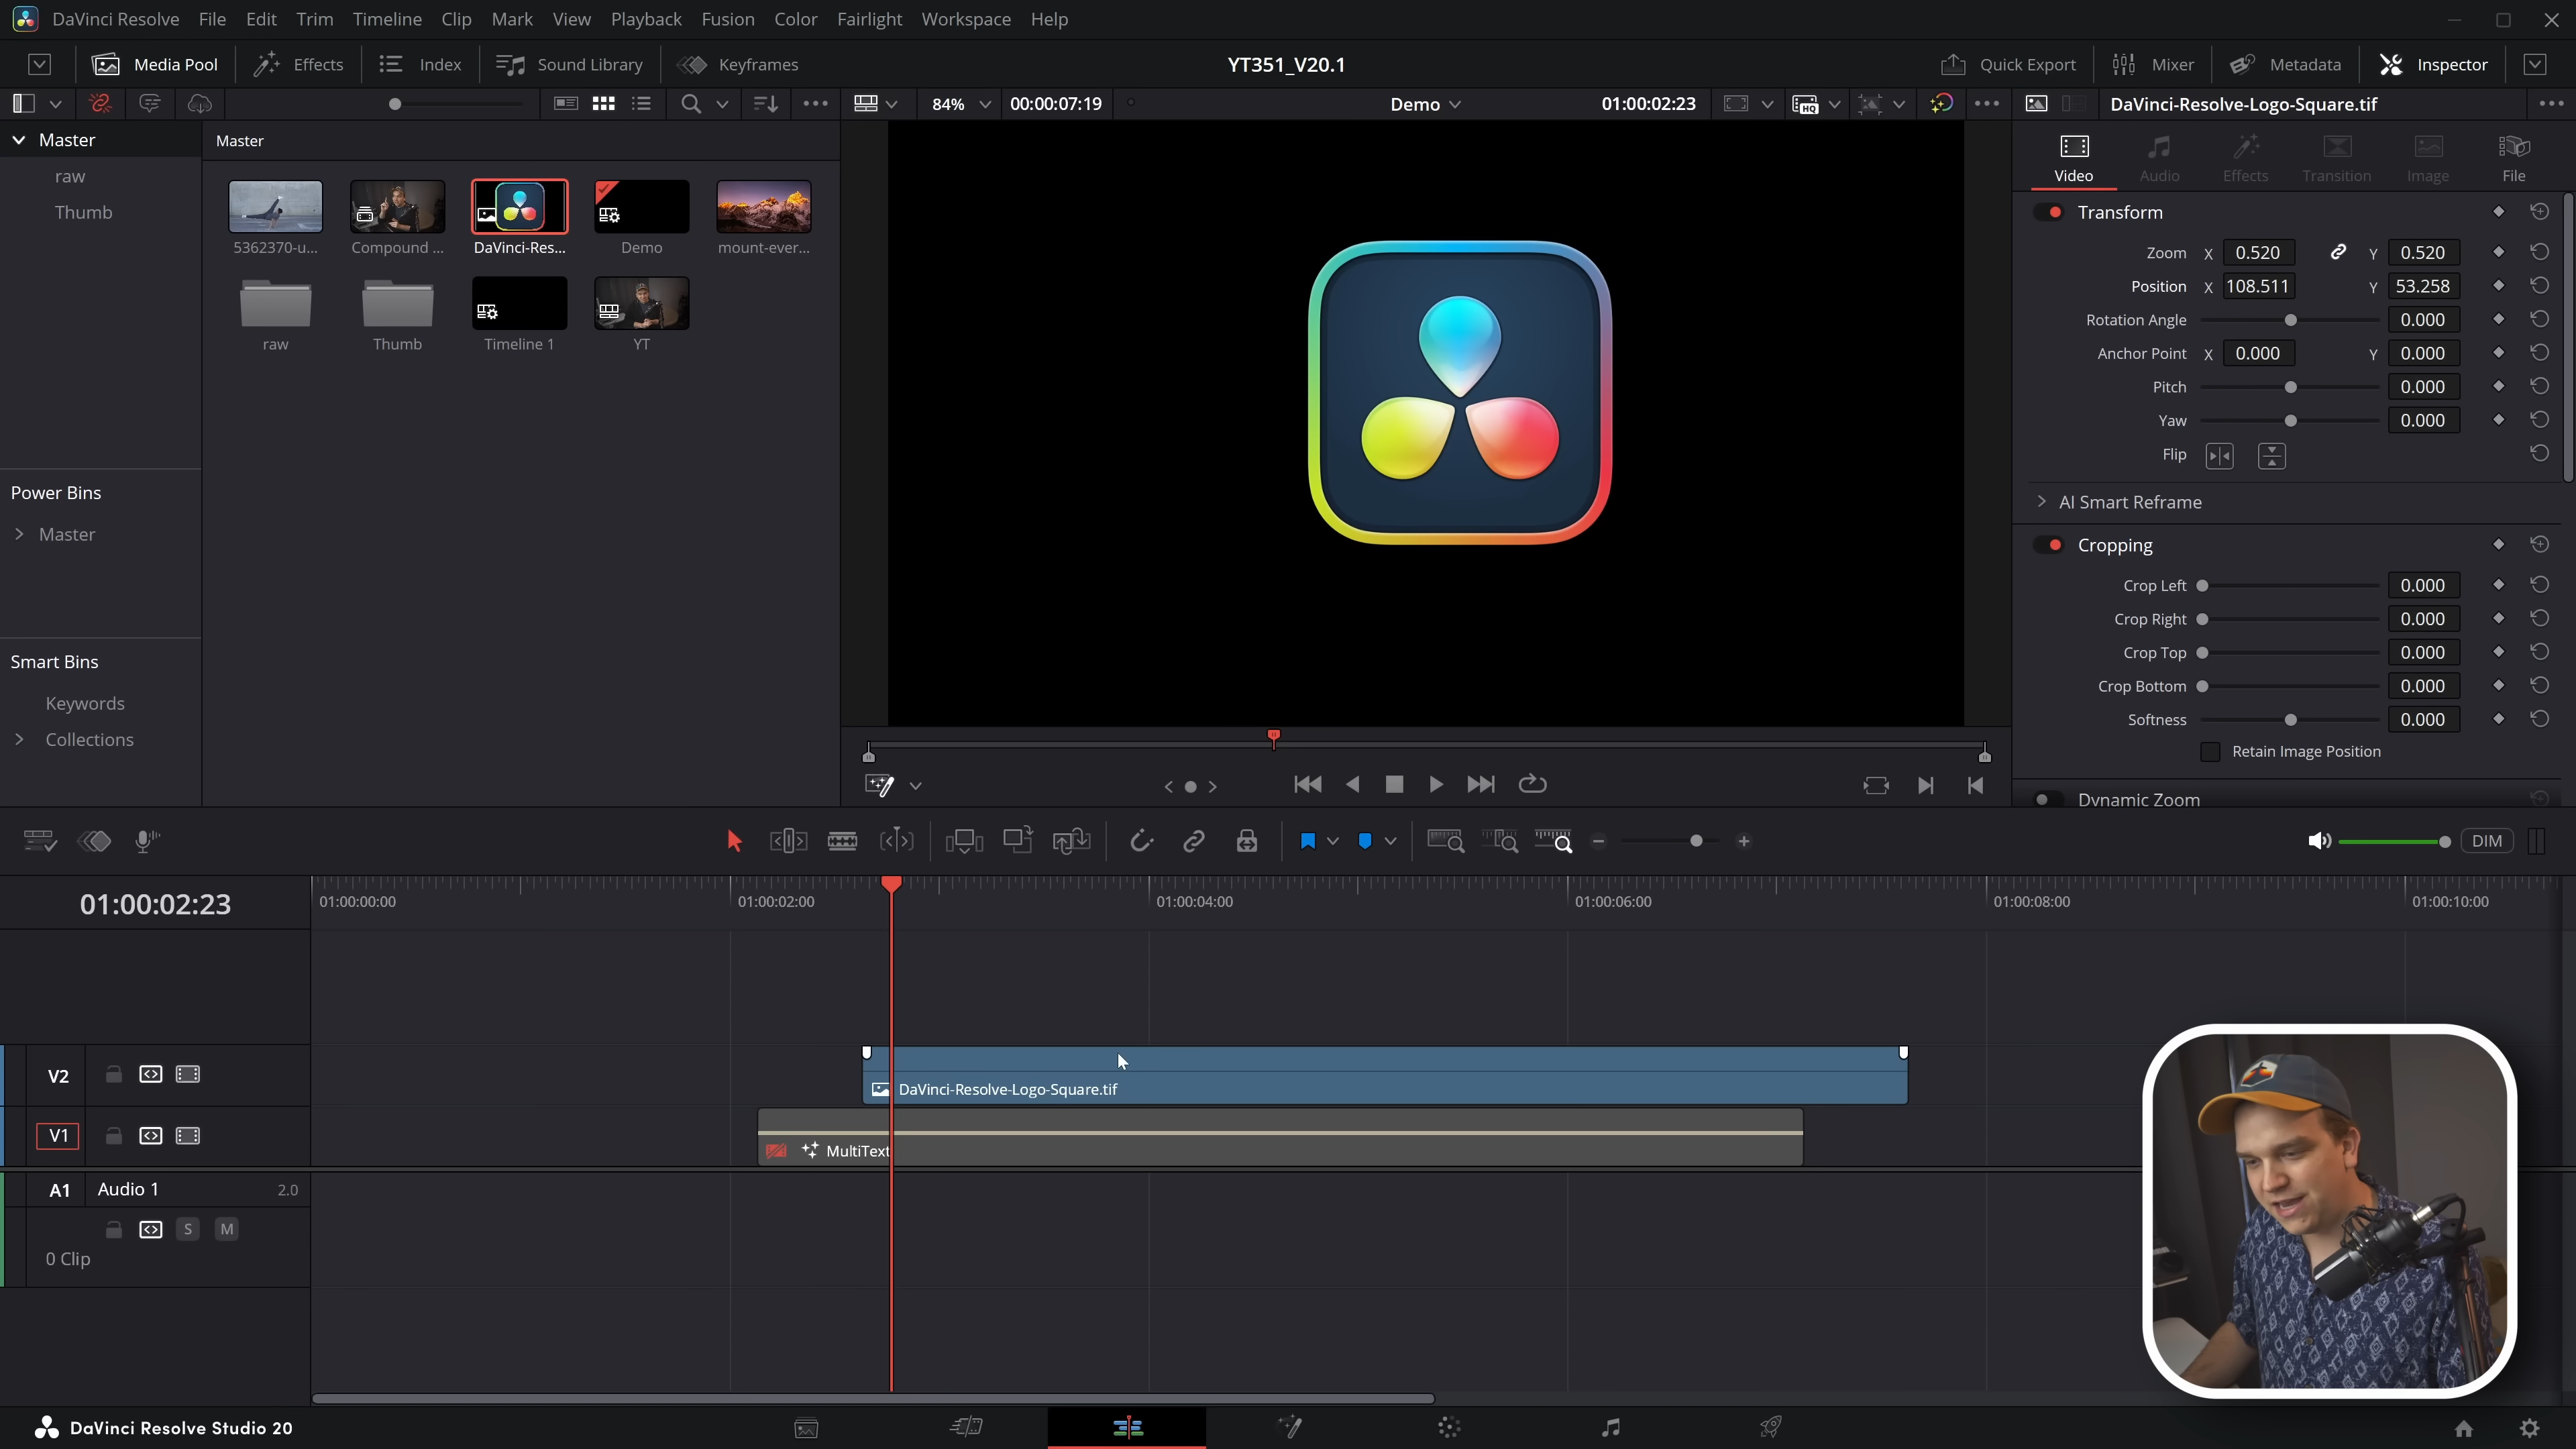 DaVinci Resolve File Edit Trim Timeline Clip Mark View Playback Fusion Color Fairlight Workspace Help
Media Pool Effects Index Sound Library Keyframes YT351_V20.1 Quick Export Mixer Metadata Inspector
84% 00:00:07:19 Demo 01:00:02:23 DaVinci-Resolve-Logo-Square.tif
Master
raw
Thumb
Power Bins
Master
Smart Bins
Keywords
Collections
Master
5362370-u... Compound ... DaVinci-Res... Demo mount-ever...
raw Thumb Timeline 1 YT
Video Audio Effects Transition Image File
Transform
Zoom X 0.520 Y 0.520
Position X 108.511 Y 53.258
Rotation Angle 0.000
Anchor Point X 0.000 Y 0.000
Pitch 0.000
Yaw 0.000
Flip
AI Smart Reframe
Cropping
Crop Left 0.000
Crop Right 0.000
Crop Top 0.000
Crop Bottom 0.000
Softness 0.000
Retain Image Position
Dynamic Zoom
DIM
01:00:02:23 01:00:00:00 01:00:02:00 01:00:04:00 01:00:06:00 01:00:08:00 01:00:10:00
V2
DaVinci-Resolve-Logo-Square.tif
V1
MultiText
A1 Audio 1 2.0
S M
0 Clip
DaVinci Resolve Studio 20